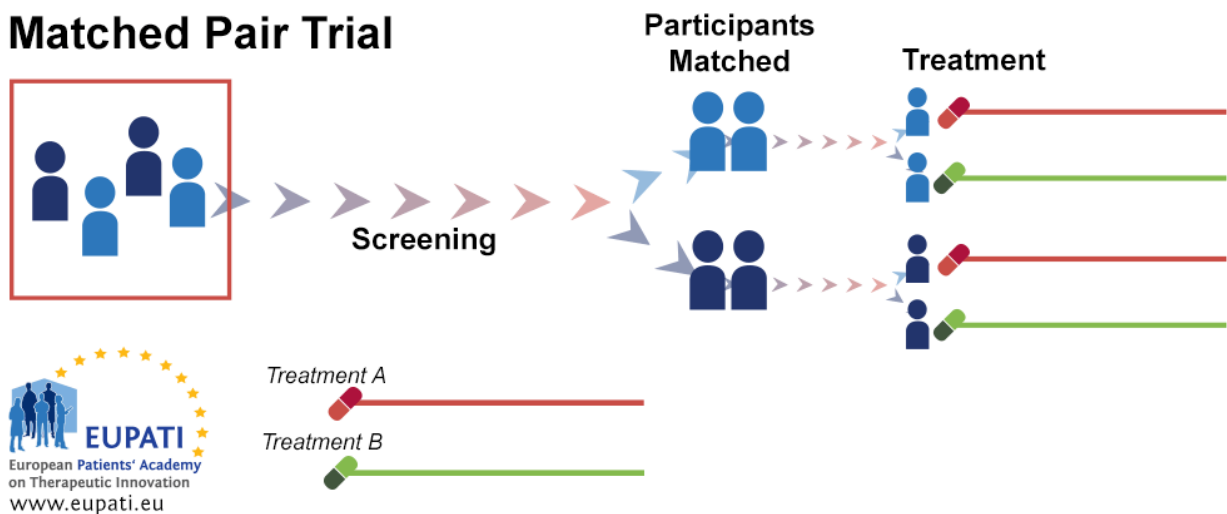 Matched Pair Trial
Participants
Matched
Treatment
Screening
Treatment A
Treatment B
EUPATI
European Patients' Academy
on Therapeutic Innovation
www.eupati.eu